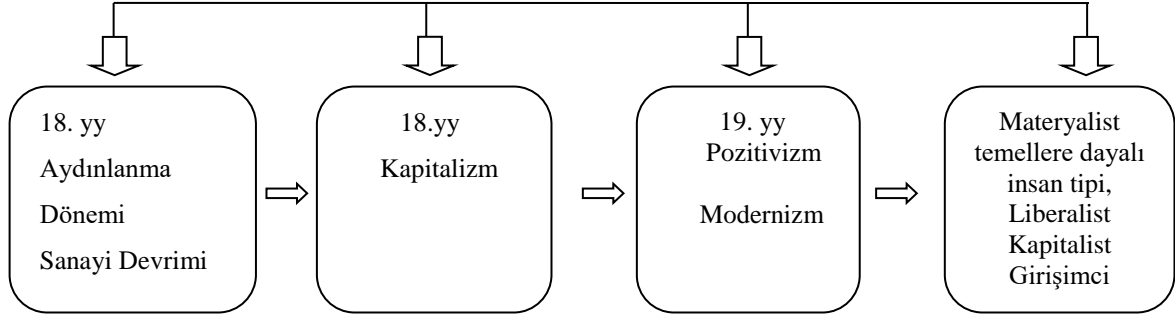 18. yy
Aydınlanma
Dönemi
Sanayi Devrimi
18.yy
Kapitalizm
19. yy
Pozitivizm
Modernizm
Materyalist
temellere dayalı
insan tipi,
Liberalist
Kapitalist
Girişimci